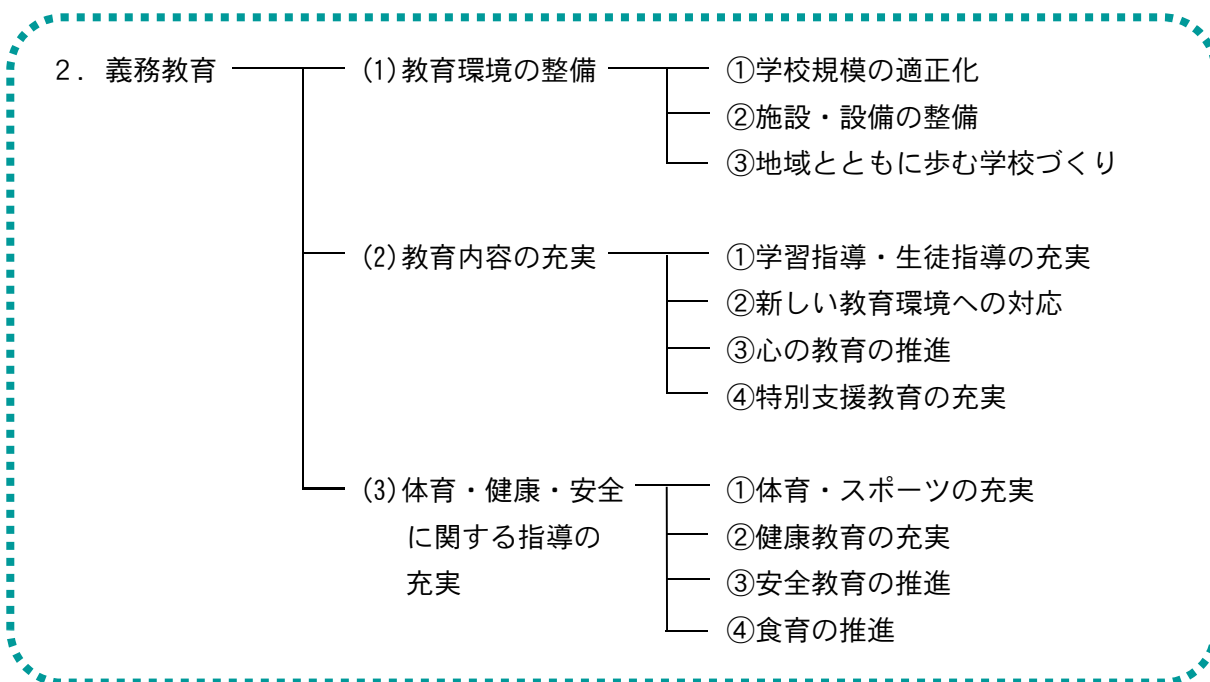 2. 義務教育
(1)教育環境の整備
①学校規模の適正化
②施設・設備の整備
③地域とともに歩む学校づくり
(2)教育内容の充実
①学習指導・生徒指導の充実
②新しい教育環境への対応
③心の教育の推進
④特別支援教育の充実
(3)体育・健康・安全
に関する指導の
充実
①体育・スポーツの充実
②健康教育の充実
③安全教育の推進
④食育の推進